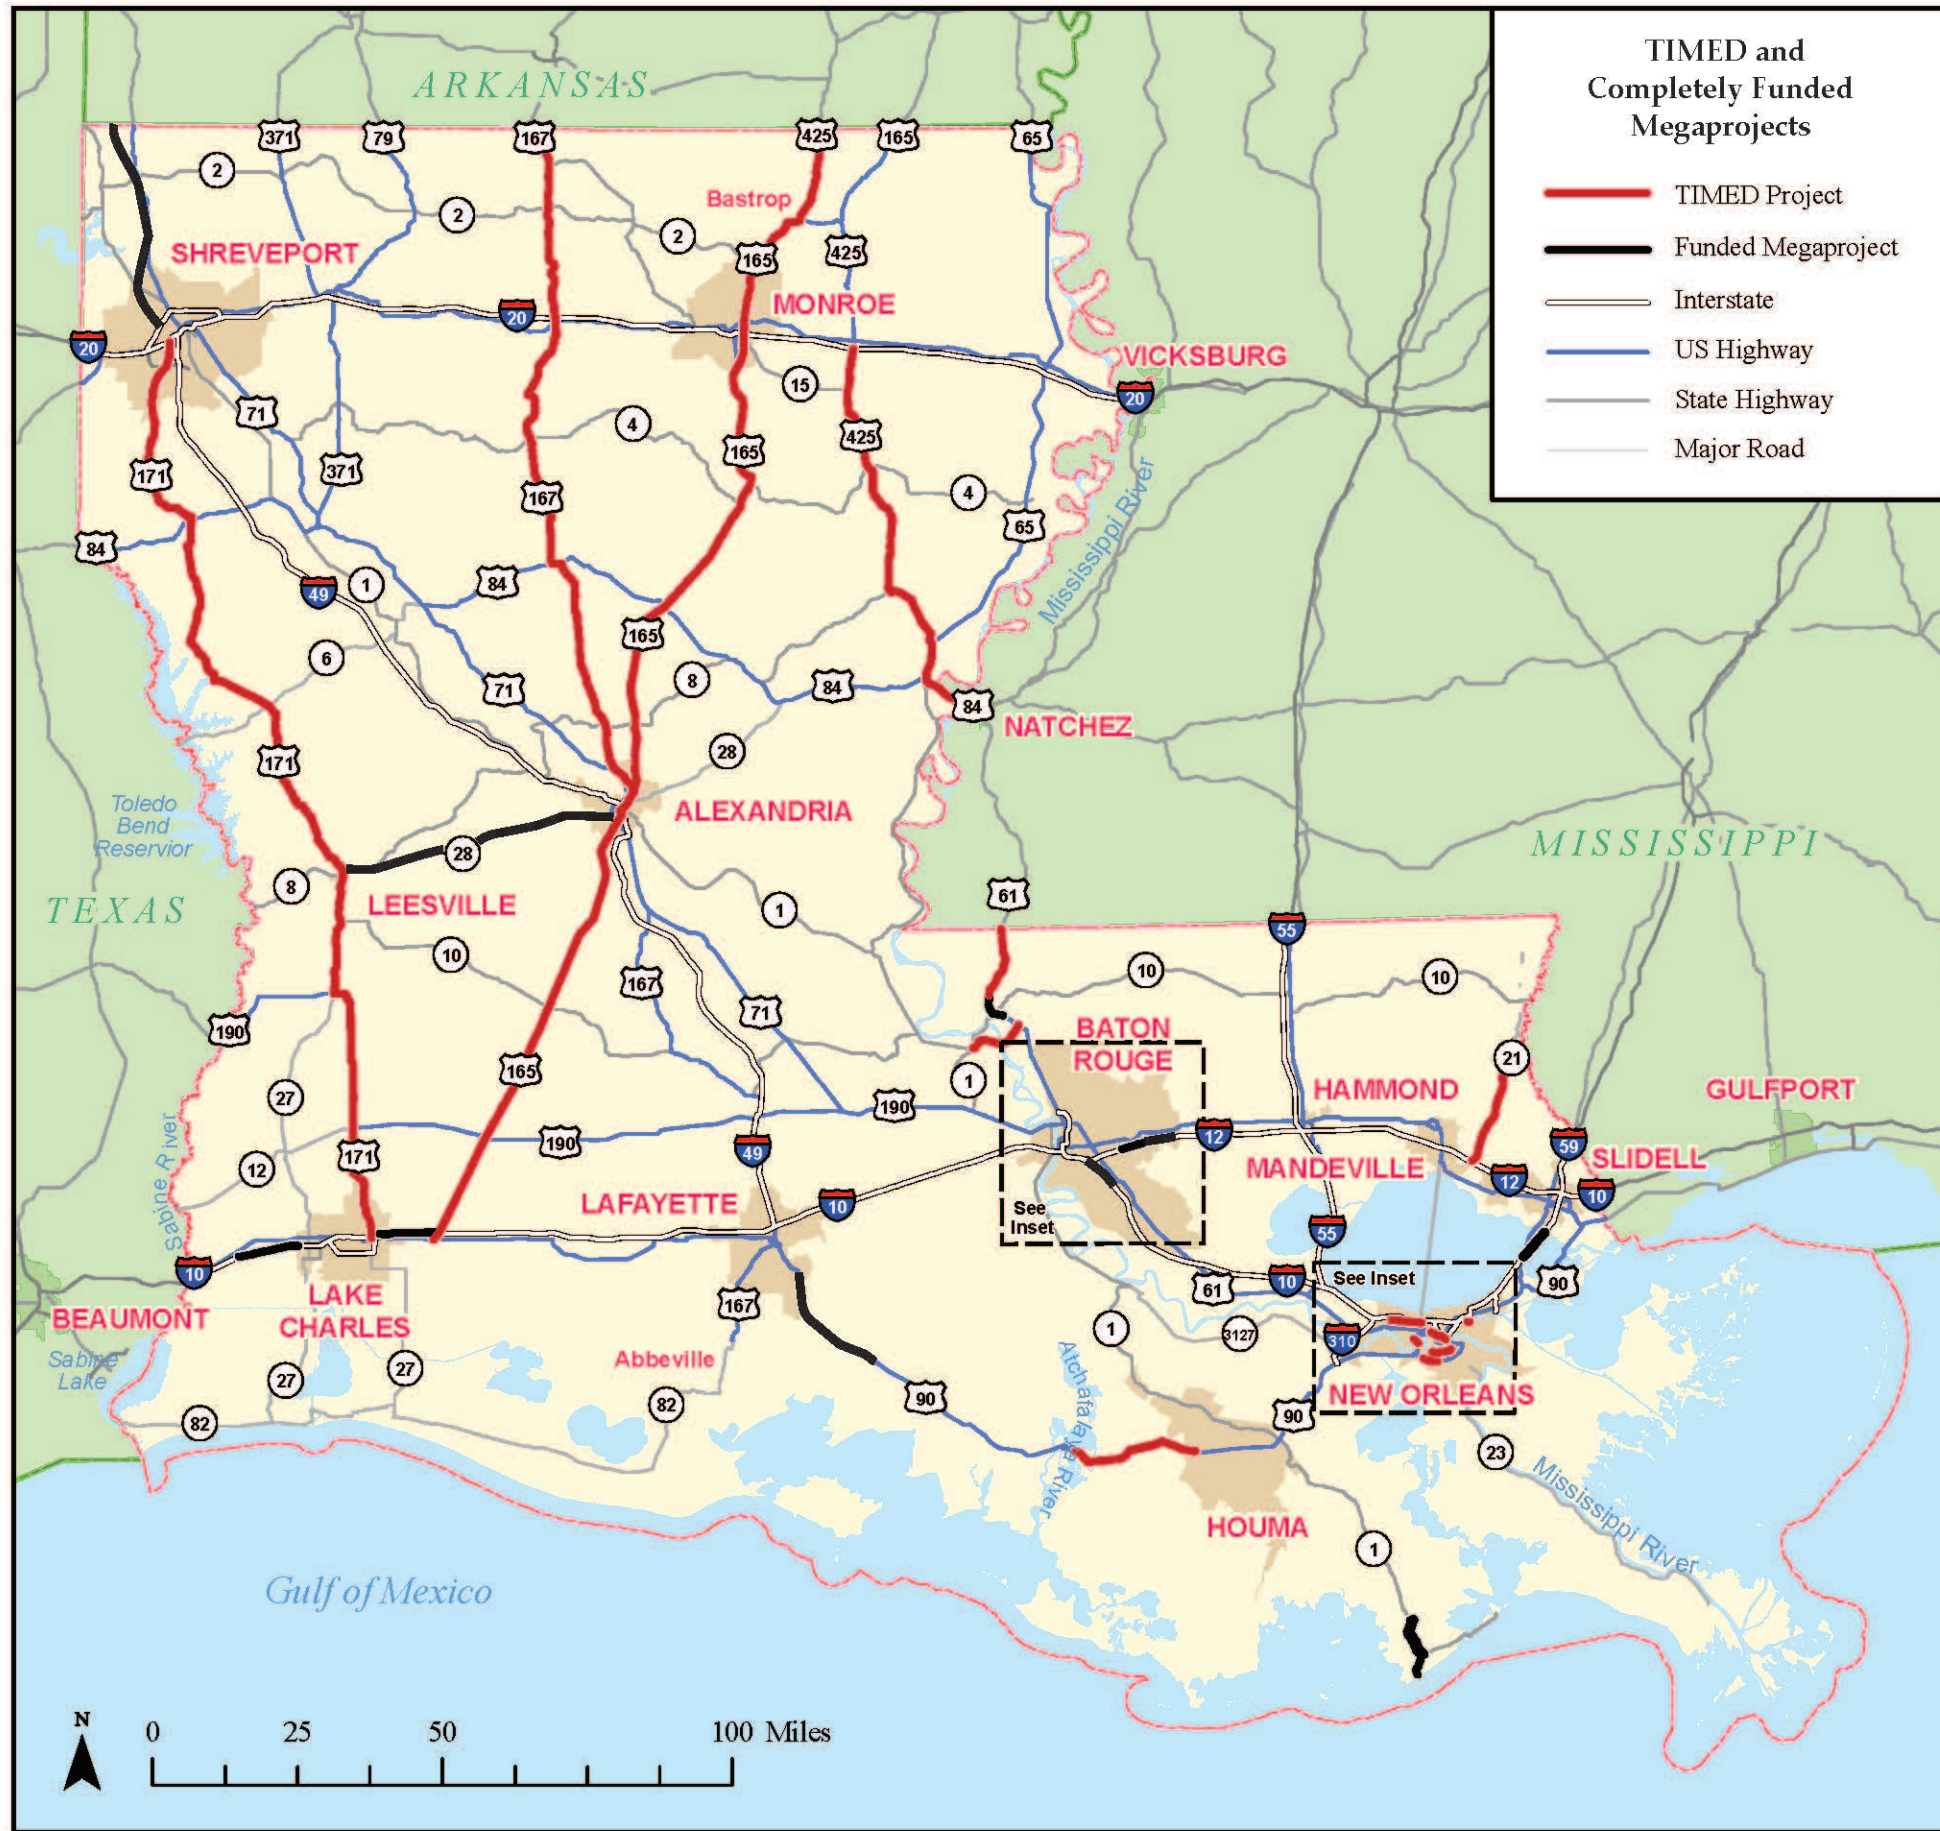 TIMED and
Completely Funded
Megaprojects
TIMED Project
Funded Megaproject
Interstate
US Highway
State Highway
Major Road
ARKANSAS
371
79
167
425
165
65
2
2
Bastrop
2
165
425
SHREVEPORT
MONROE
20
20
VICKSBURG
20
15
71
4
425
165
371
171
167
4
65
84
Mississippi River
49
1
84
165
6
8
71
84
84
NATCHEZ
28
171
Toledo
Bend
Reservior
ALEXANDRIA
MISSISSIPPI
28
8
61
TEXAS
LEESVILLE
1
55
10
10
10
167
71
190
BATON
ROUGE
21
165
1
27
HAMMOND
GULFPORT
190
190
12
59
Sabine River
171
49
12
MANDEVILLE
SLIDELL
12
10
LAFAYETTE
10
See
Inset
55
10
See Inset
61
10
90
BEAUMONT
LAKE
CHARLES
167
1
3127
310
Sabine
Lake
27
27
Abbeville
Atchafalaya River
NEW ORLEANS
82
82
90
90
23
Mississippi River
HOUMA
1
Gulf of Mexico
N
0 25 50 100 Miles